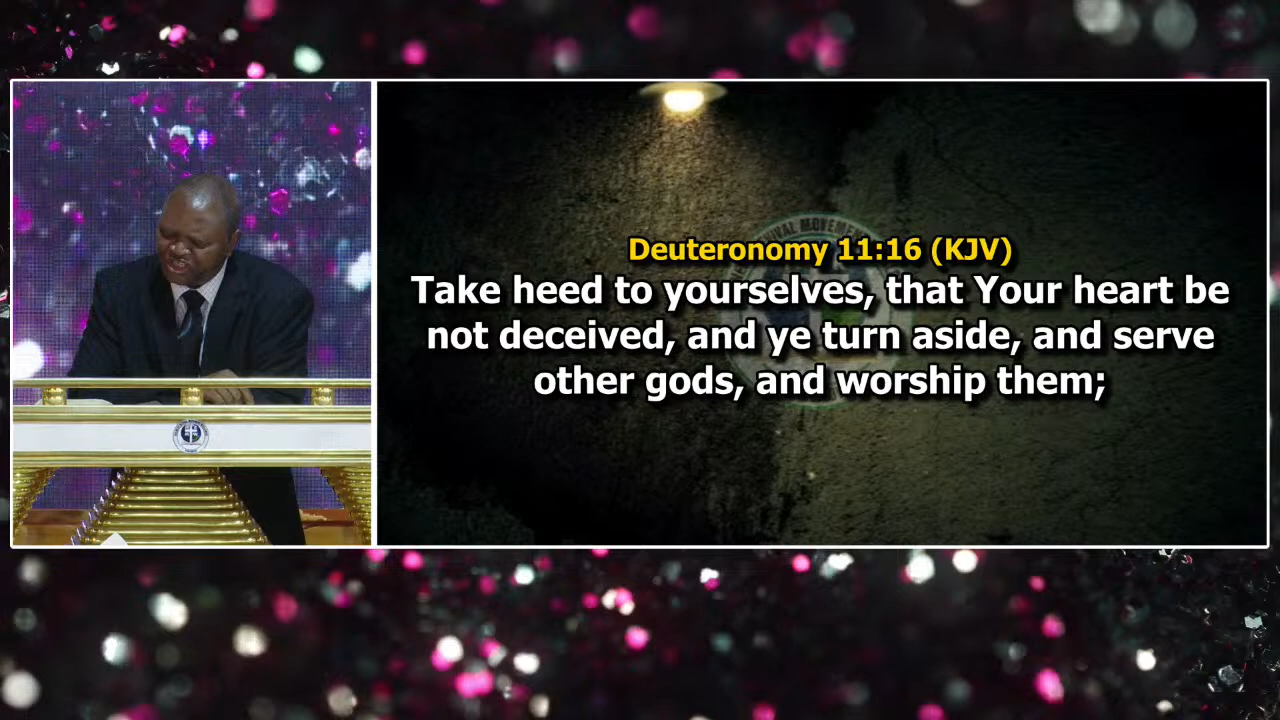 Deuteronomy 11:16 (KJV)
Take heed to yourselves, that Your heart be
not deceived, and ye turn aside, and serve
other gods, and worship them;